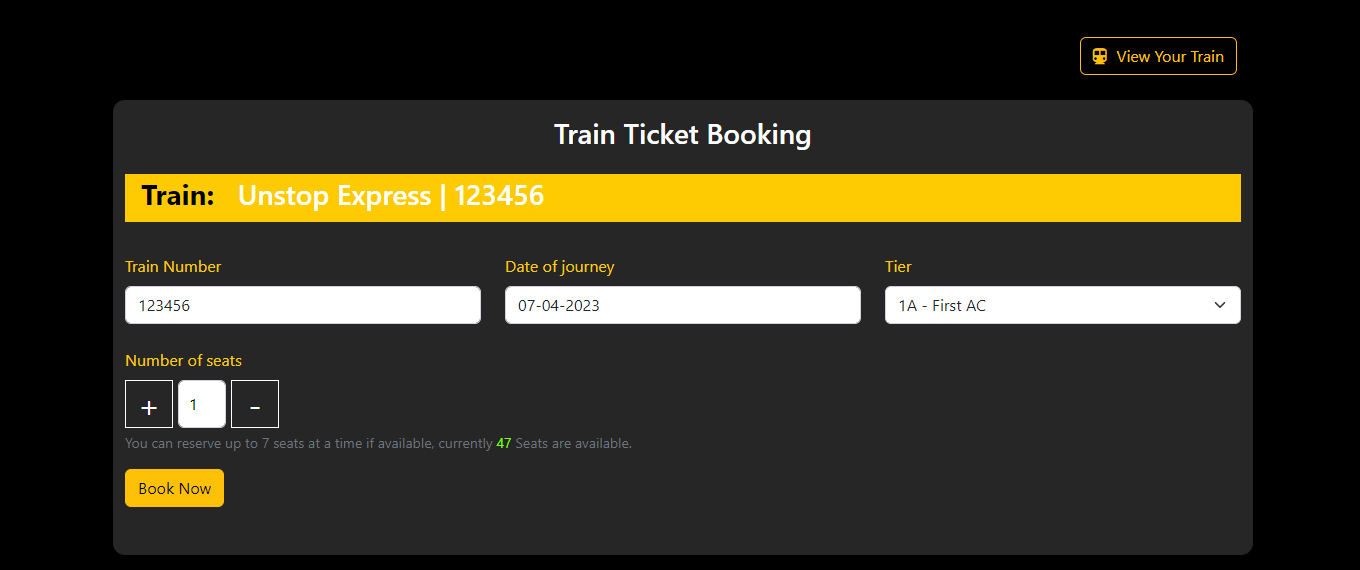 View Your Train
Train Ticket Booking
Train: Unstop Express | 123456
Train Number
123456
Date of journey
07-04-2023
Tier
1A - First AC
Number of seats
+ 1 -
You can reserve up to 7 seats at a time if available, currently 47 Seats are available.
Book Now